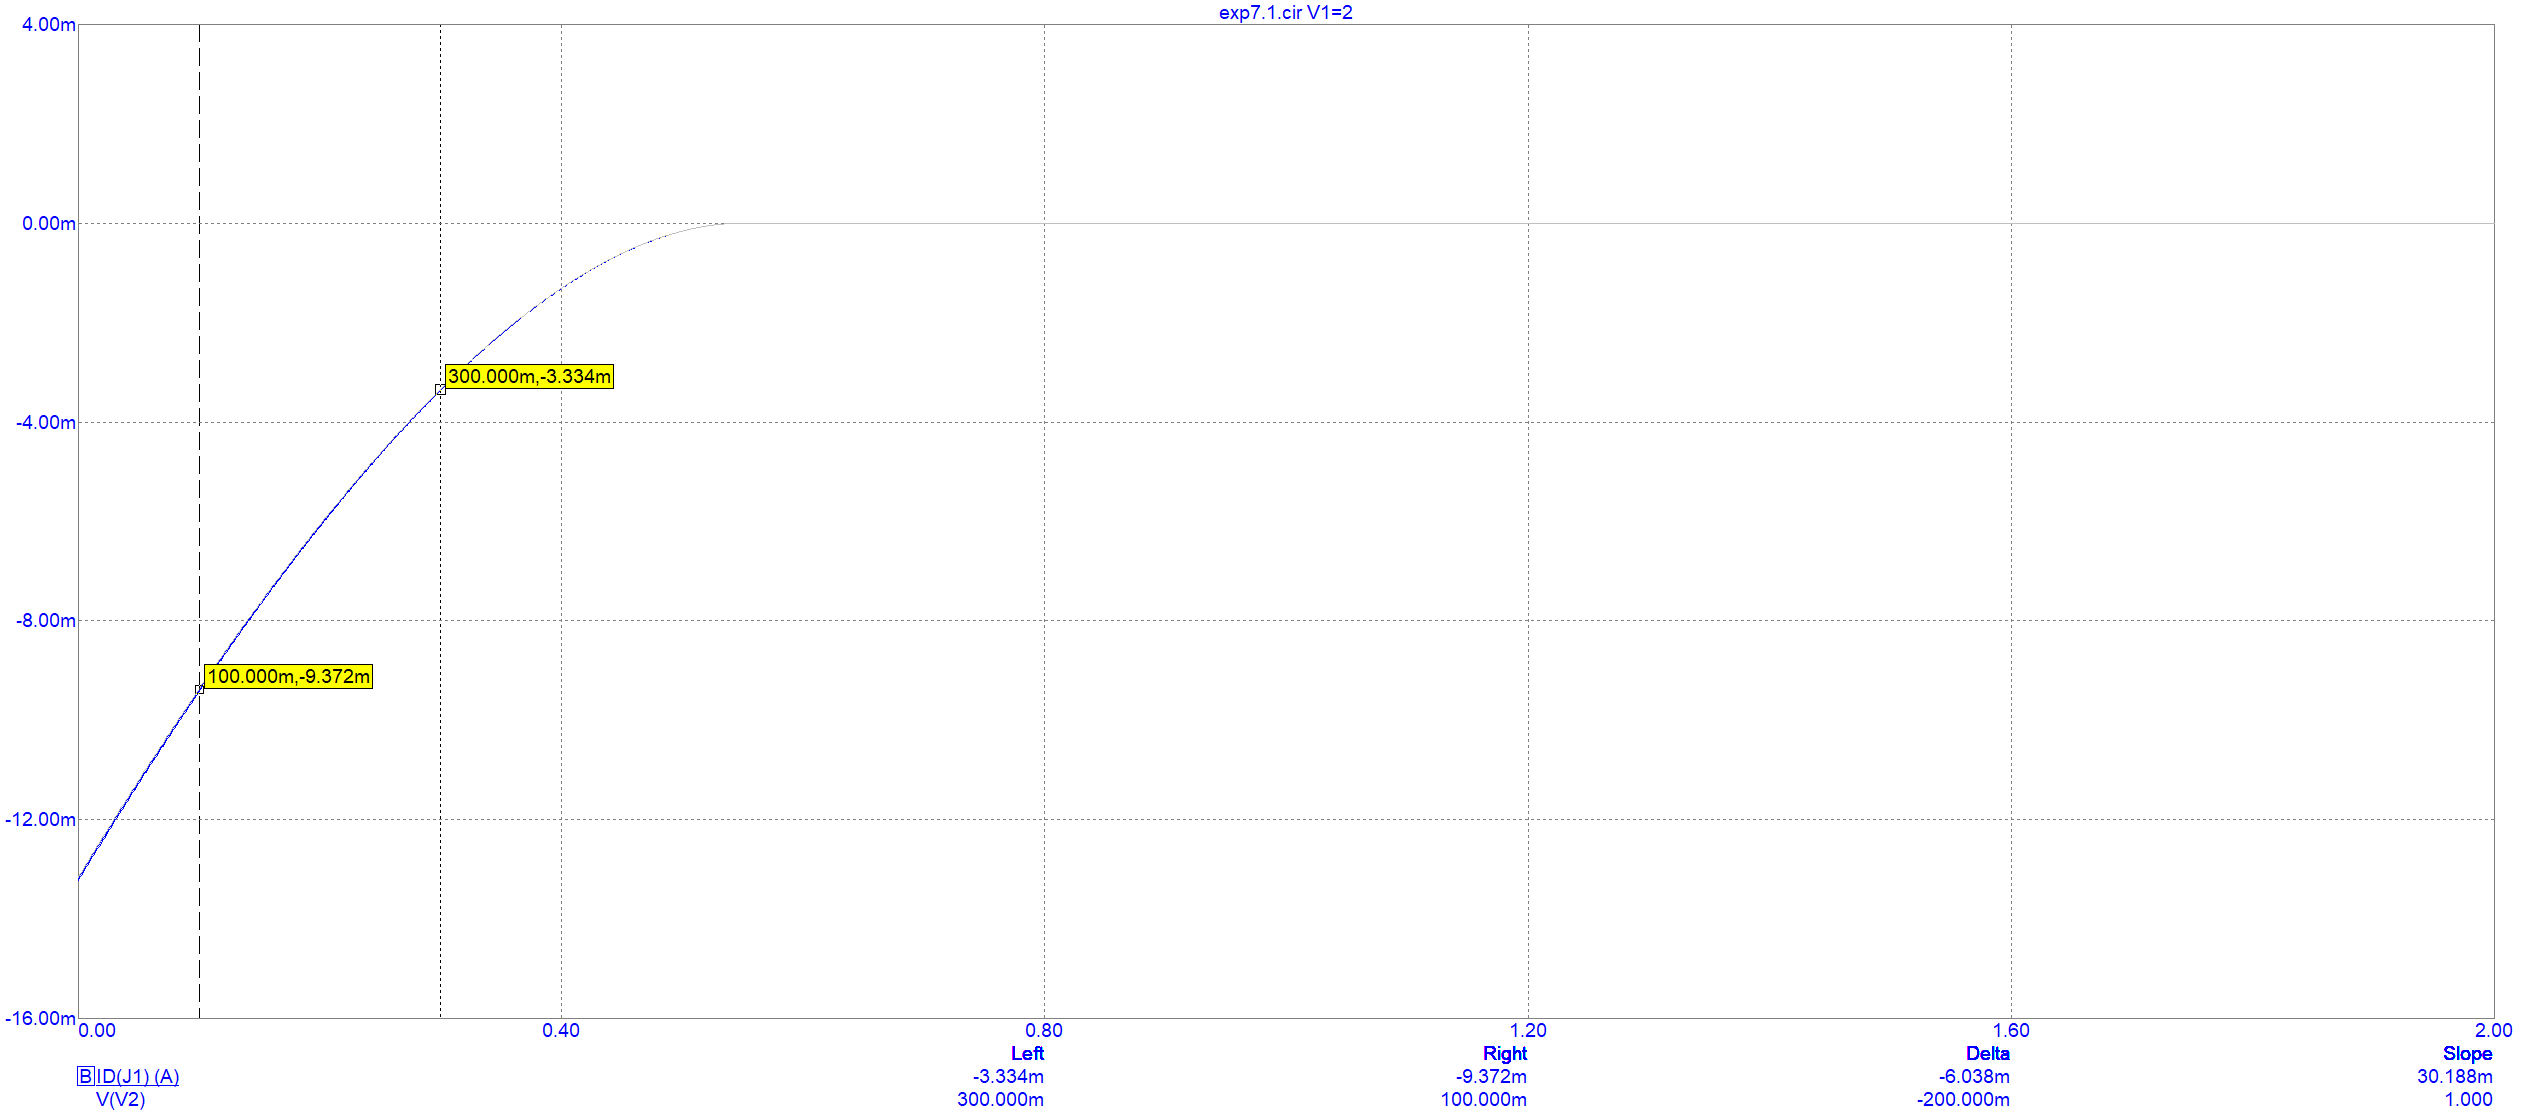 exp7.1.cir V1=2
4.00m
0.00m
300.000m,-3.334m
-4.00m
-8.00m
100.000m,-9.372m
-12.00m
-16.00m
0.00 0.40 0.80 1.20 1.60 2.00
Left Right Delta Slope
B ID(J1) (A) -3.334m -9.372m -6.038m 30.188m
V(V2) 300.000m 100.000m -200.000m 1.000